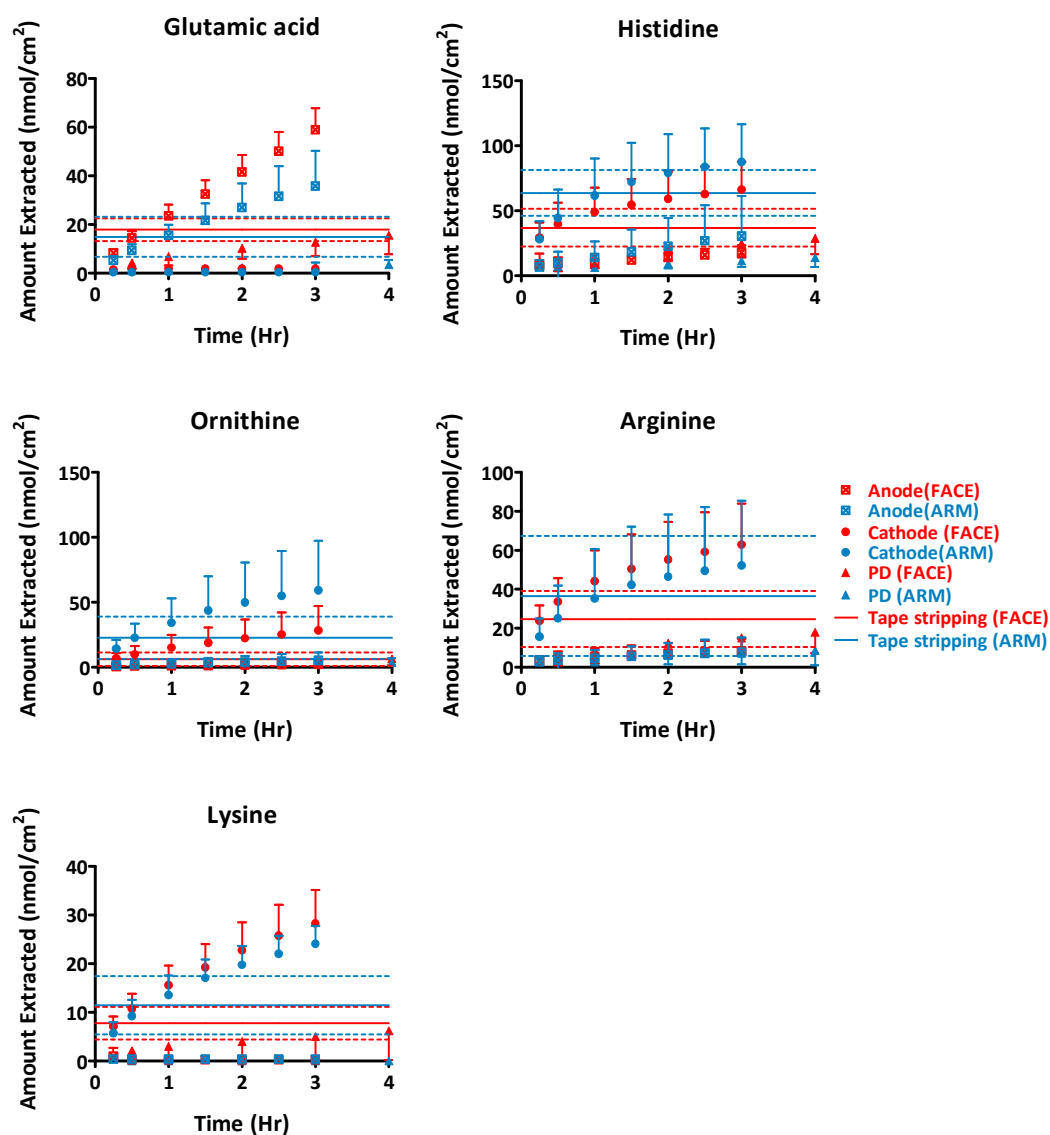 Glutamic acid
Amount Extracted (nmol/cm²)
80
60
40
20
0
0 1 2 3 4
Time (Hr)
Histidine
Amount Extracted (nmol/cm²)
150
100
50
0
0 1 2 3 4
Time (Hr)
Ornithine
Amount Extracted (nmol/cm²)
150
100
50
0
0 1 2 3 4
Time (Hr)
Arginine
Amount Extracted (nmol/cm²)
100
80
60
40
20
0
0 1 2 3 4
Time (Hr)
Anode(FACE)
Anode(ARM)
Cathode (FACE)
Cathode(ARM)
PD (FACE)
PD (ARM)
Tape stripping (FACE)
Tape stripping (ARM)
Lysine
Amount Extracted (nmol/cm²)
40
30
20
10
0
0 1 2 3 4
Time (Hr)